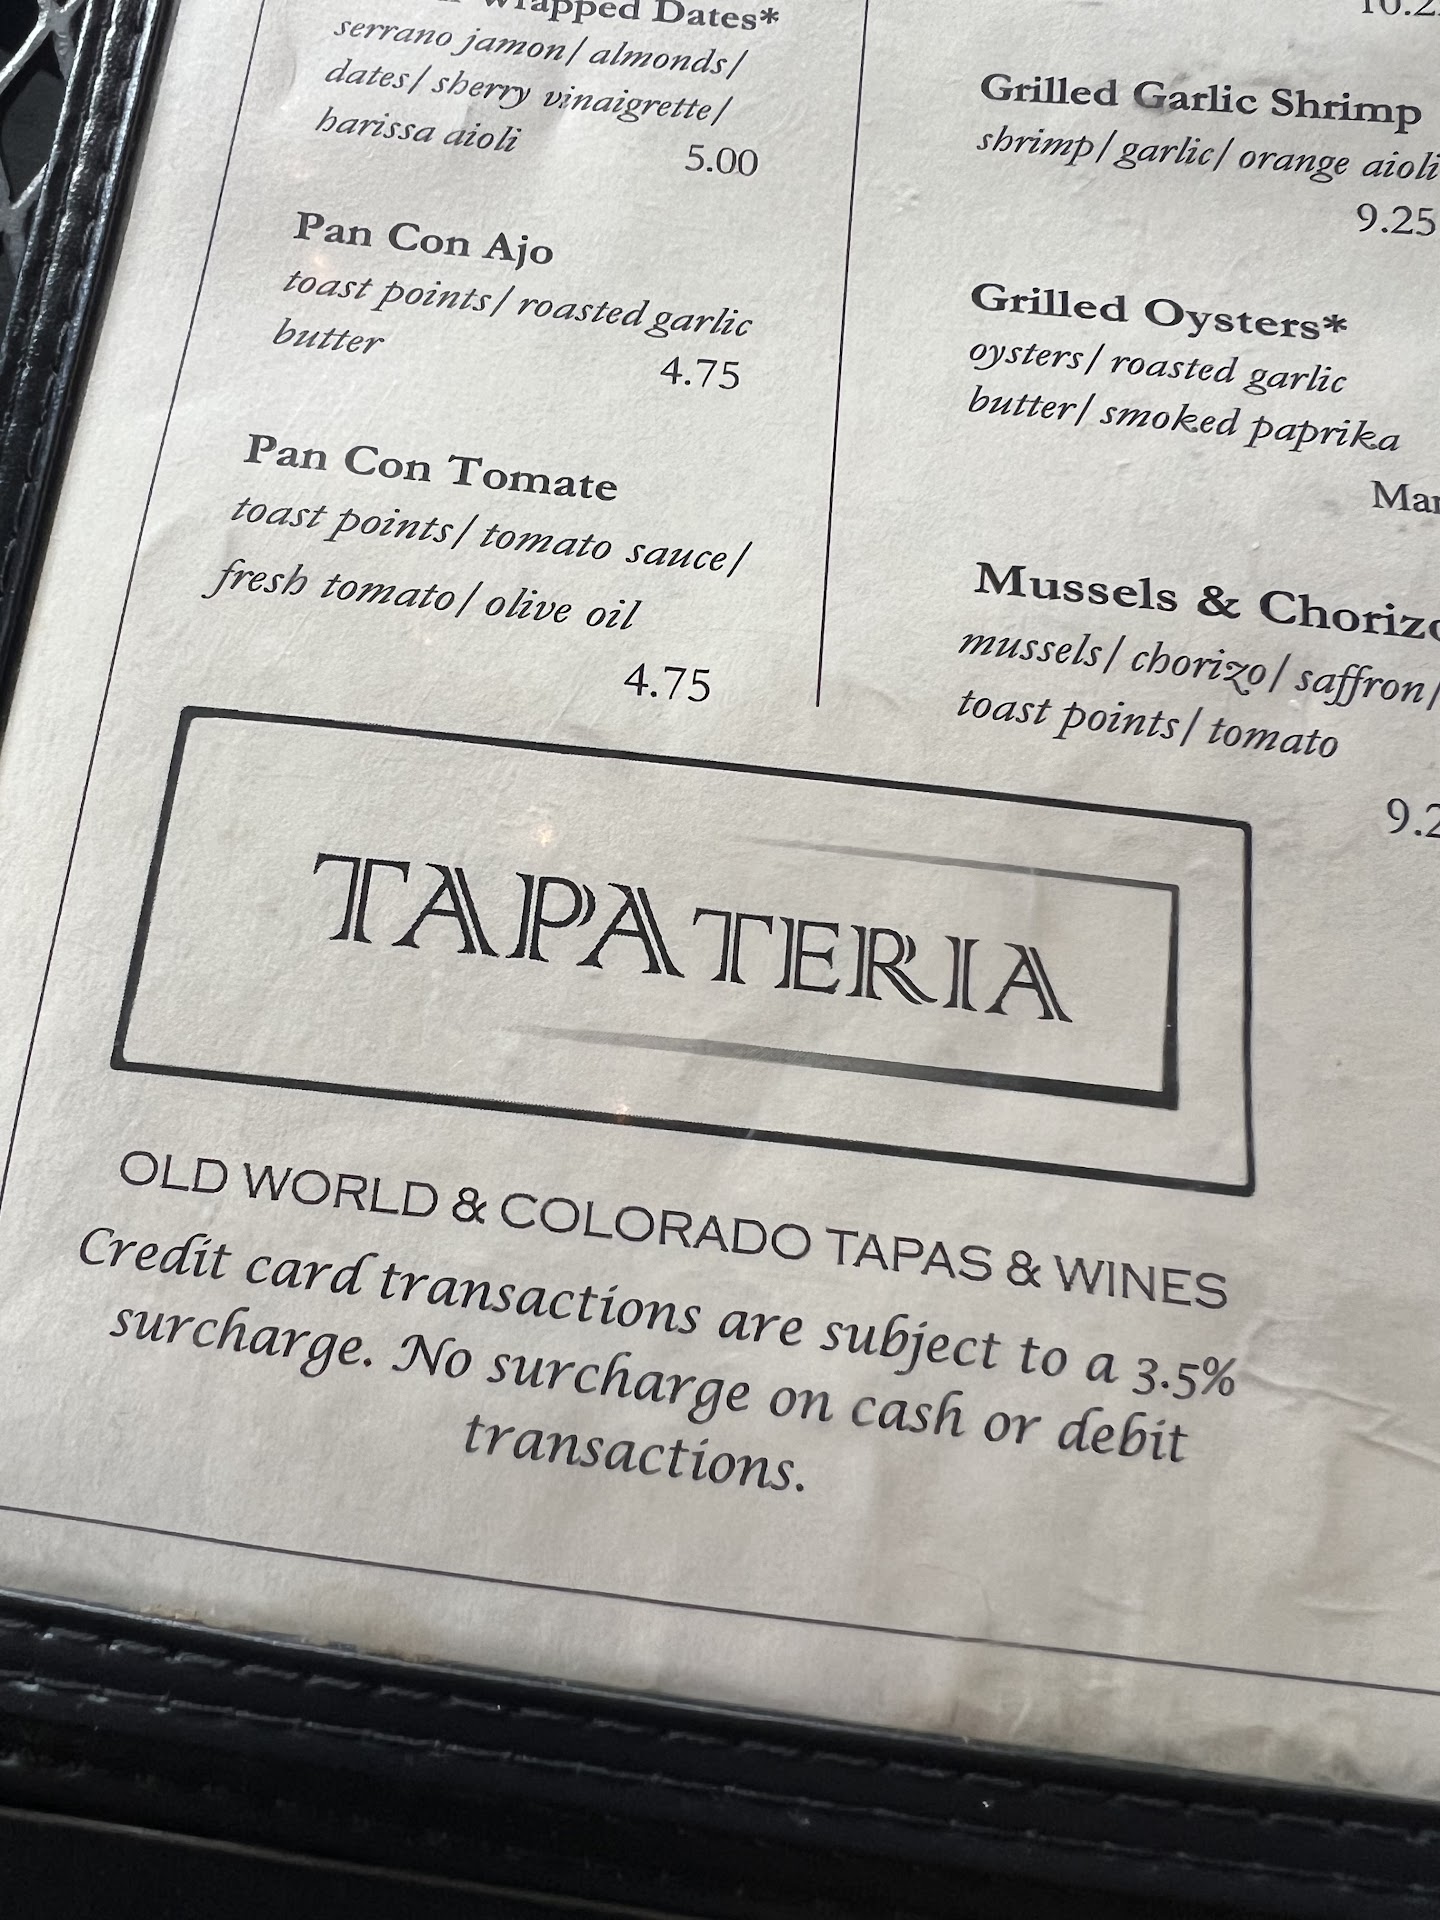 Wrapped Dates*
serrano jamon/ almonds/
dates/ sherry vinaigrette/
harissa aioli 5.00
Pan Con Ajo
toast points/ roasted garlic
butter 4.75
Pan Con Tomate
toast points/ tomato sauce/
fresh tomato/ olive oil
4.75
Grilled Garlic Shrimp
shrimp/ garlic/ orange aioli
9.25
Grilled Oysters*
oysters/ roasted garlic
butter/ smoked paprika
Mussels & Chorizo
mussels/ chorizo/ saffron/
toast points/ tomato
TAPATERIA
OLD WORLD & COLORADO TAPAS & WINES
Credit card transactions are subject to a 3.5%
surcharge. No surcharge on cash or debit
transactions.